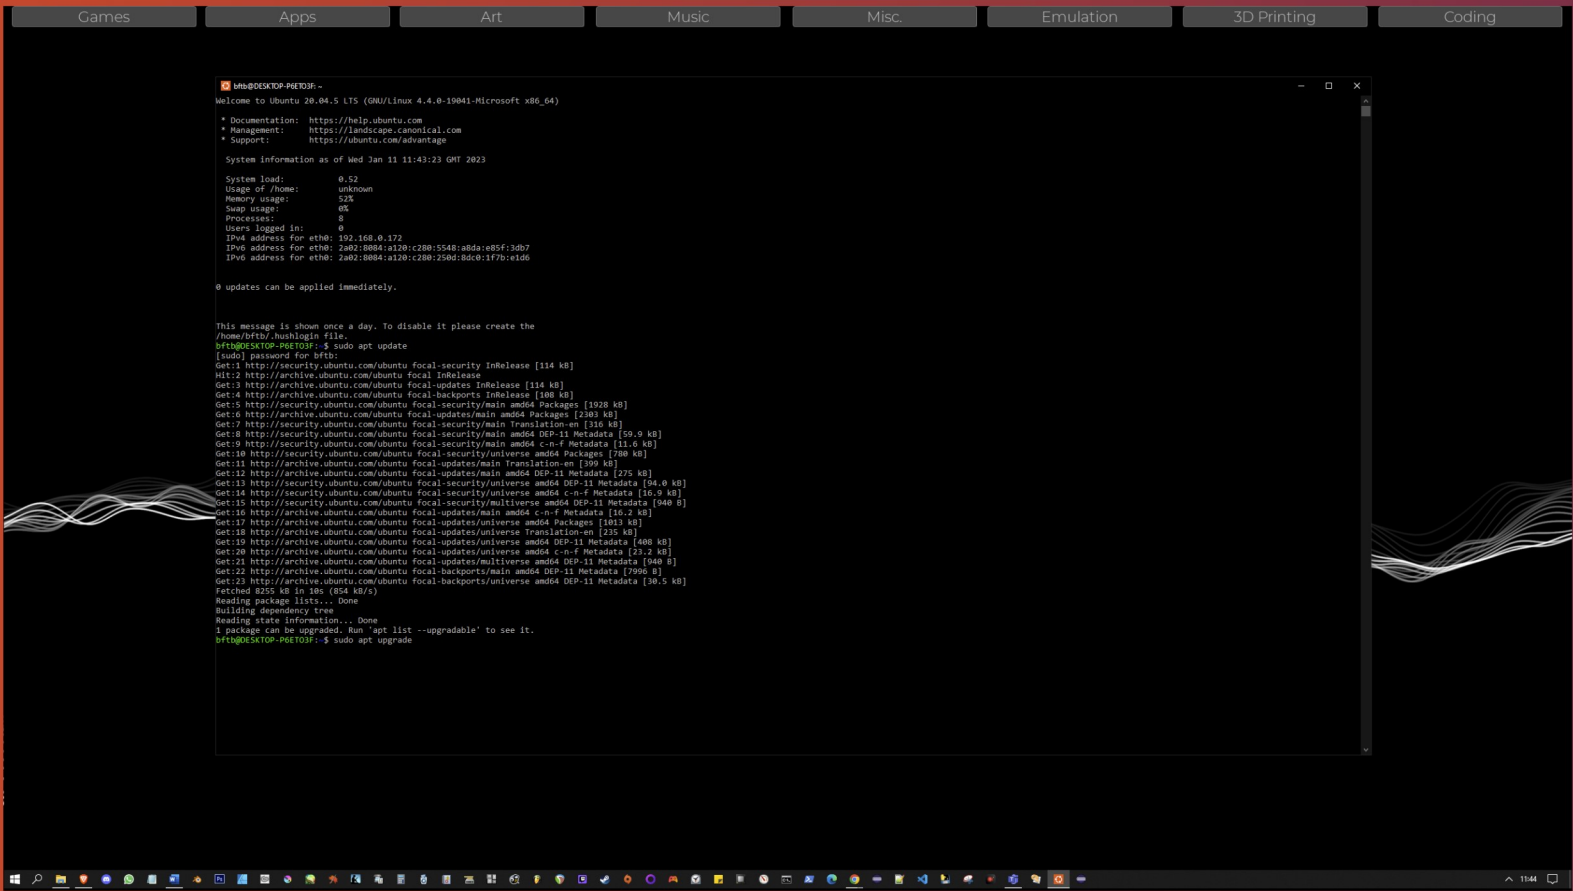 Games
Apps
Art
Music
Misc.
Emulation
3D Printing
Coding
bftb@DESKTOP-P6ETO3F: ~
Welcome to Ubuntu 20.04.5 LTS (GNU/Linux 4.4.0-19041-Microsoft x86_64)
* Documentation: https://help.ubuntu.com
* Management: https://landscape.canonical.com
* Support: https://ubuntu.com/advantage
System information as of Wed Jan 11 11:43:23 GMT 2023
System load: 0.52
Usage of /home: unknown
Memory usage: 52%
Swap usage: 0%
Processes: 8
Users logged in: 0
IPv4 address for eth0: 192.168.0.172
IPv6 address for eth0: 2a02:8084:a120:c280:5548:a8da:e85f:3db7
IPv6 address for eth0: 2a02:8084:a120:c280:250d:8dc0:1f7b:e1d6
0 updates can be applied immediately.
This message is shown once a day. To disable it please create the
/home/bftb/.hushlogin file.
bftb@DESKTOP-P6ETO3F:~$ sudo apt update
[sudo] password for bftb:
Get:1 http://security.ubuntu.com/ubuntu focal-security InRelease [114 kB]
Hit:2 http://archive.ubuntu.com/ubuntu focal InRelease
Get:3 http://archive.ubuntu.com/ubuntu focal-updates InRelease [114 kB]
Get:4 http://archive.ubuntu.com/ubuntu focal-backports InRelease [108 kB]
Get:5 http://security.ubuntu.com/ubuntu focal-security/main amd64 Packages [1928 kB]
Get:6 http://archive.ubuntu.com/ubuntu focal-updates/main amd64 Packages [2303 kB]
Get:7 http://security.ubuntu.com/ubuntu focal-security/main Translation-en [316 kB]
Get:8 http://security.ubuntu.com/ubuntu focal-security/main amd64 DEP-11 Metadata [59.9 kB]
Get:9 http://security.ubuntu.com/ubuntu focal-security/main amd64 c-n-f Metadata [11.6 kB]
Get:10 http://security.ubuntu.com/ubuntu focal-security/universe amd64 Packages [780 kB]
Get:11 http://archive.ubuntu.com/ubuntu focal-updates/main Translation-en [399 kB]
Get:12 http://archive.ubuntu.com/ubuntu focal-updates/main amd64 DEP-11 Metadata [275 kB]
Get:13 http://security.ubuntu.com/ubuntu focal-security/universe amd64 DEP-11 Metadata [94.0 kB]
Get:14 http://security.ubuntu.com/ubuntu focal-security/universe amd64 c-n-f Metadata [16.9 kB]
Get:15 http://security.ubuntu.com/ubuntu focal-security/multiverse amd64 DEP-11 Metadata [940 B]
Get:16 http://archive.ubuntu.com/ubuntu focal-updates/main amd64 c-n-f Metadata [16.2 kB]
Get:17 http://archive.ubuntu.com/ubuntu focal-updates/universe amd64 Packages [1013 kB]
Get:18 http://archive.ubuntu.com/ubuntu focal-updates/universe Translation-en [235 kB]
Get:19 http://archive.ubuntu.com/ubuntu focal-updates/universe amd64 DEP-11 Metadata [408 kB]
Get:20 http://archive.ubuntu.com/ubuntu focal-updates/universe amd64 c-n-f Metadata [23.2 kB]
Get:21 http://archive.ubuntu.com/ubuntu focal-updates/multiverse amd64 DEP-11 Metadata [940 B]
Get:22 http://archive.ubuntu.com/ubuntu focal-backports/main amd64 DEP-11 Metadata [7996 B]
Get:23 http://archive.ubuntu.com/ubuntu focal-backports/universe amd64 DEP-11 Metadata [30.5 kB]
Fetched 8255 kB in 10s (854 kB/s)
Reading package lists... Done
Building dependency tree
Reading state information... Done
1 package can be upgraded. Run 'apt list --upgradable' to see it.
bftb@DESKTOP-P6ETO3F:~$ sudo apt upgrade
11:44